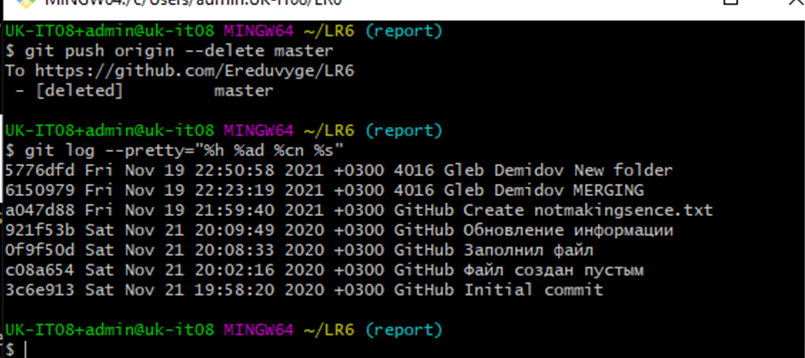 MINGW64:/c/Users/admin.UK-IT08/LR6
UK-IT08+admin@uk-it08 MINGW64 ~/LR6 (report)
$ git push origin --delete master
To https://github.com/Ereduvyge/LR6
 - [deleted]         master
UK-IT08+admin@uk-it08 MINGW64 ~/LR6 (report)
$ git log --pretty="%h %ad %cn %s"
5776dfd Fri Nov 19 22:50:58 2021 +0300 4016 Gleb Demidov New folder
6150979 Fri Nov 19 22:23:19 2021 +0300 4016 Gleb Demidov MERGING
a047d88 Fri Nov 19 21:59:40 2021 +0300 GitHub Create notmakingsence.txt
921f53b Sat Nov 21 20:09:49 2020 +0300 GitHub Обновление информации
0f9f50d Sat Nov 21 20:08:33 2020 +0300 GitHub Заполнил файл
c08a654 Sat Nov 21 20:02:16 2020 +0300 GitHub Файл создан пустым
3c6e913 Sat Nov 21 19:58:20 2020 +0300 GitHub Initial commit
UK-IT08+admin@uk-it08 MINGW64 ~/LR6 (report)
$